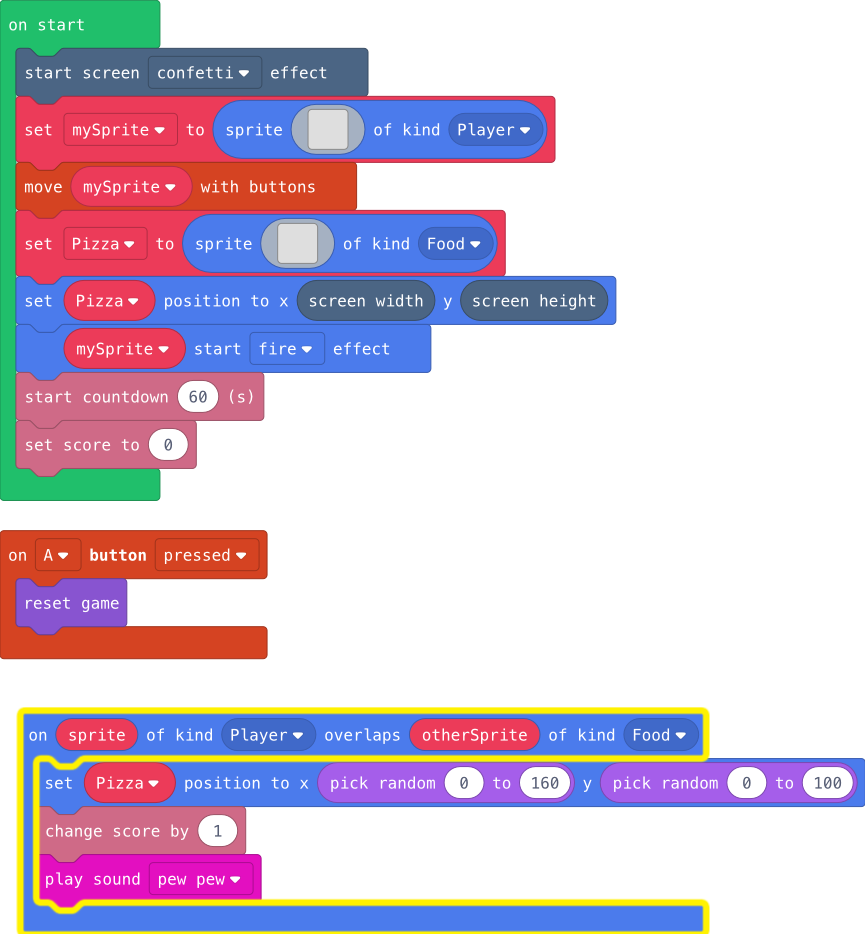 on start
start screen confetti effect
set mySprite to sprite of kind Player
move mySprite with buttons
set Pizza to sprite of kind Food
set Pizza position to x screen width y screen height
mySprite start fire effect
start countdown 60 (s)
set score to 0
on A button pressed
reset game
on sprite of kind Player overlaps otherSprite of kind Food
set Pizza position to x pick random 0 to 160 y pick random 0 to 100
change score by 1
play sound pew pew